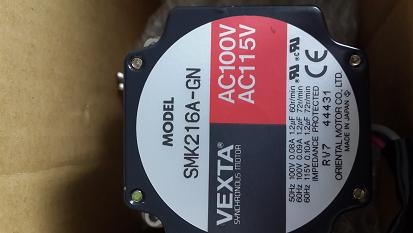 MODEL
SMK216A-GN
AC100V
AC115V
VEXTA®
SYNCHRONOUS MOTOR
50Hz 100V 0.08A 1.2µF 60r/min
60Hz 100V 0.09A 1.2µF 72r/min
60Hz 115V 0.10A 1.2µF 72r/min
IMPEDANCE PROTECTED
RV7 44431
ORIENTAL MOTOR CO.,LTD.
MADE IN JAPAN